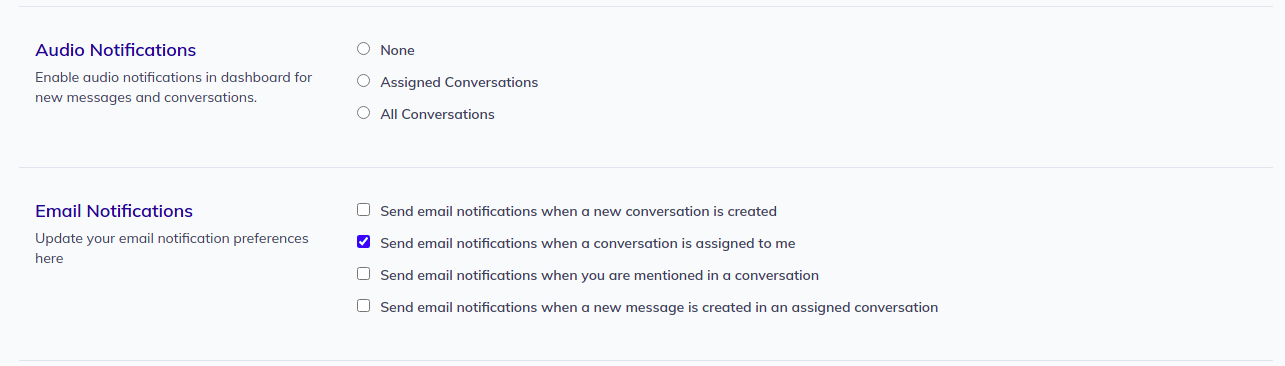 Audio Notifications
Enable audio notifications in dashboard for
new messages and conversations.
None
Assigned Conversations
All Conversations
Email Notifications
Update your email notification preferences
here
Send email notifications when a new conversation is created
Send email notifications when a conversation is assigned to me
Send email notifications when you are mentioned in a conversation
Send email notifications when a new message is created in an assigned conversation